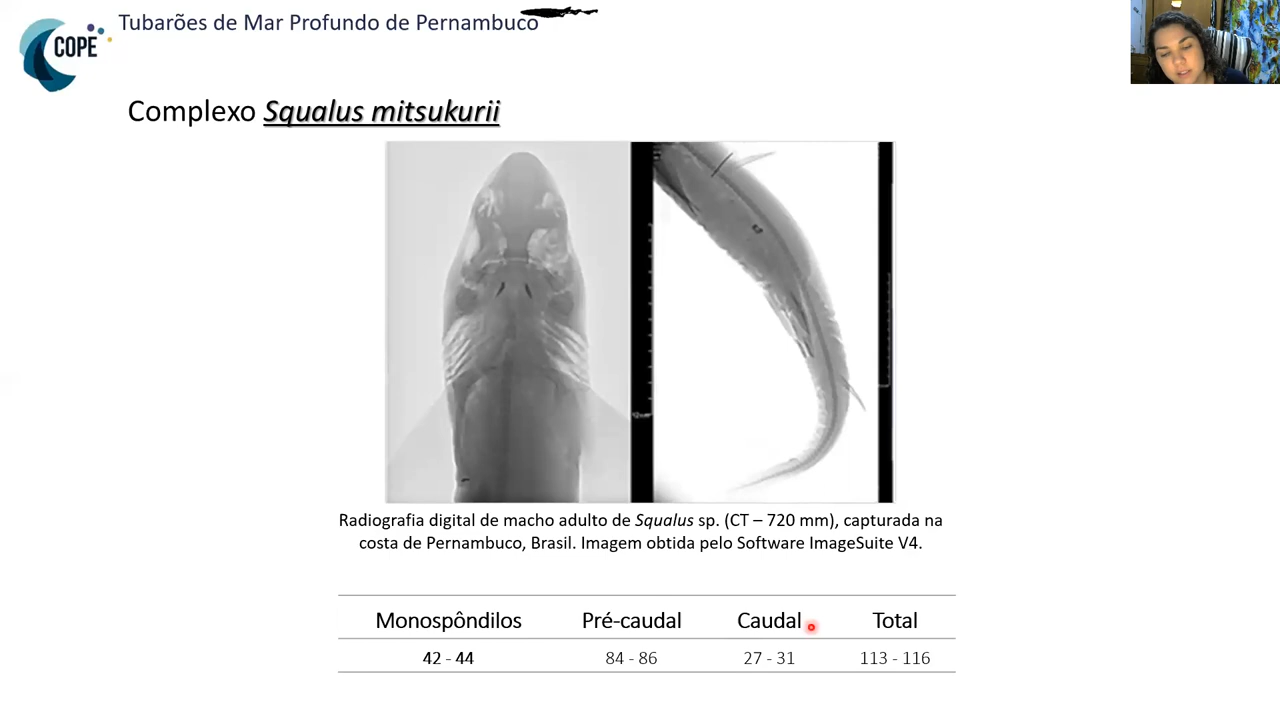 Tubarões de Mar Profundo de Pernambuco
COPE
Complexo Squalus mitsukurii
Radiografia digital de macho adulto de Squalus sp. (CT – 720 mm), capturada na
costa de Pernambuco, Brasil. Imagem obtida pelo Software ImageSuite V4.
Monospôndilos Pré-caudal Caudal Total
42 - 44 84 - 86 27 - 31 113 - 116